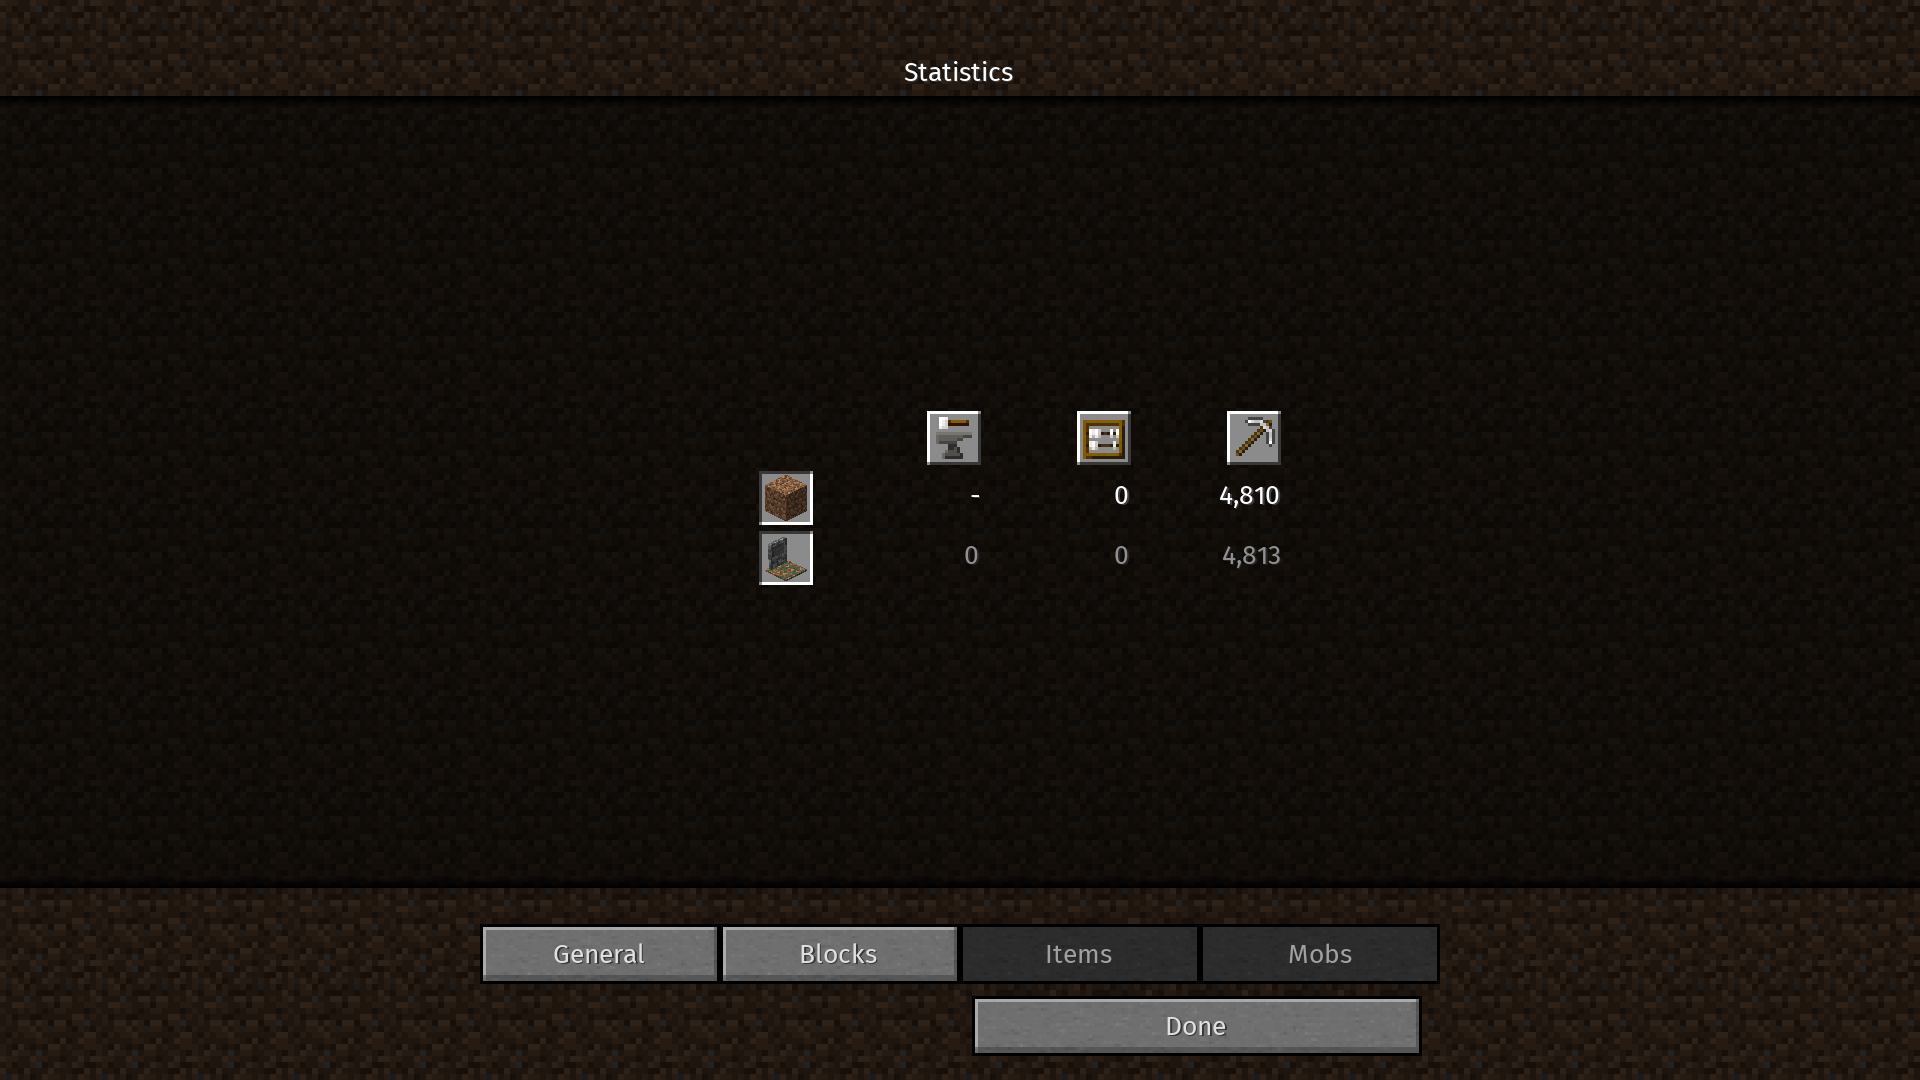 Statistics
- 0 4,810
0 0 4,813
General Blocks Items Mobs
Done